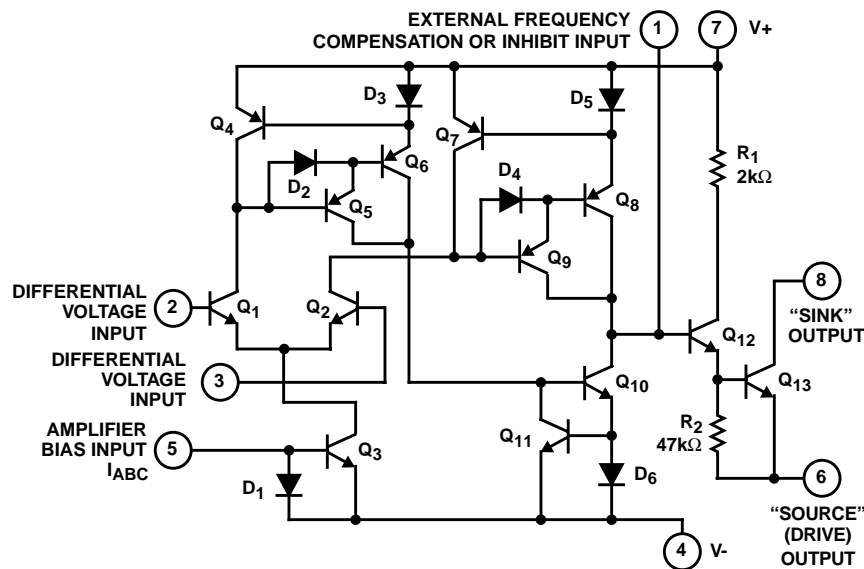 EXTERNAL FREQUENCY
COMPENSATION OR INHIBIT INPUT
1
7
V+
D3
D5
Q4
Q6
Q7
R1
2kΩ
D2
D4
Q5
Q8
Q9
DIFFERENTIAL
VOLTAGE
INPUT
2
Q1
Q2
8
"SINK"
OUTPUT
Q12
DIFFERENTIAL
VOLTAGE
INPUT
3
Q10
Q13
AMPLIFIER
BIAS INPUT
IABC
5
Q3
Q11
R2
47kΩ
D1
D6
6
"SOURCE"
(DRIVE)
OUTPUT
4
V-